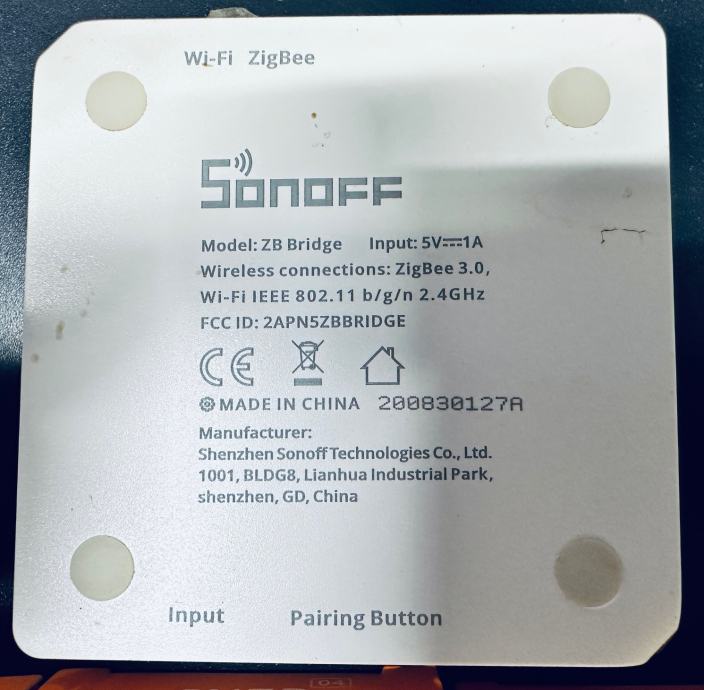 Wi-Fi ZigBee
SONOFF
Model: ZB Bridge Input: 5V⎓1A
Wireless connections: ZigBee 3.0,
Wi-Fi IEEE 802.11 b/g/n 2.4GHz
FCC ID: 2APN5ZBBRIDGE
CE
MADE IN CHINA 200830127A
Manufacturer:
Shenzhen Sonoff Technologies Co., Ltd.
1001, BLDG8, Lianhua Industrial Park,
shenzhen, GD, China
Input Pairing Button